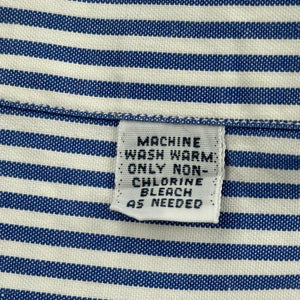 MACHINE
WASH WARM
ONLY NON-
CHLORINE
BLEACH
AS NEEDED